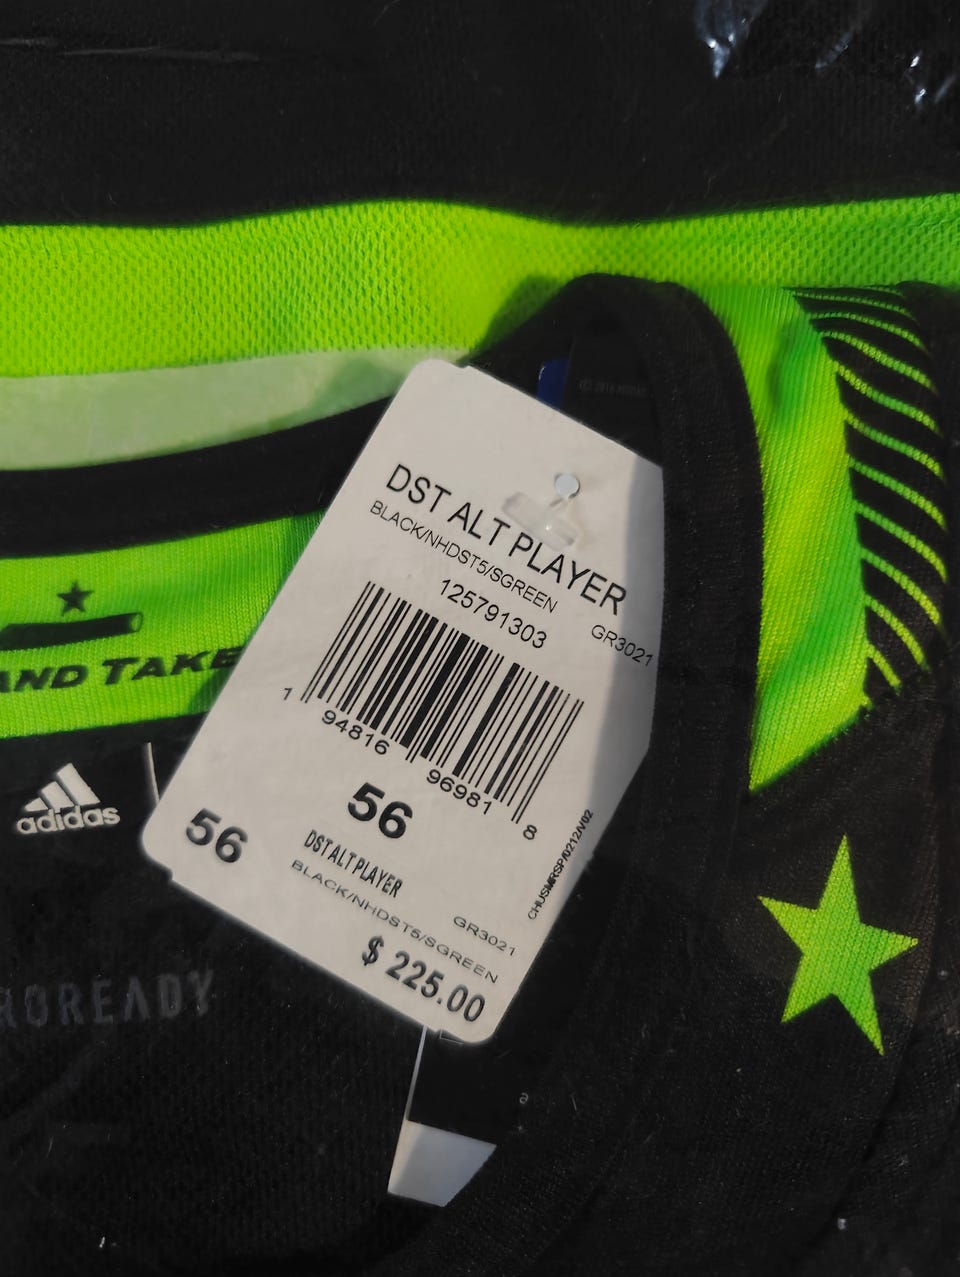 DST ALT PLAYER
BLACK/NHDST5/SGREEN
GR3021
125791303
1 94816 96981 8
56
56
DST ALT PLAYER
BLACK/NHDST5/SGREEN
GR3021
$ 225.00
AND TAKE
adidas
ROREADY